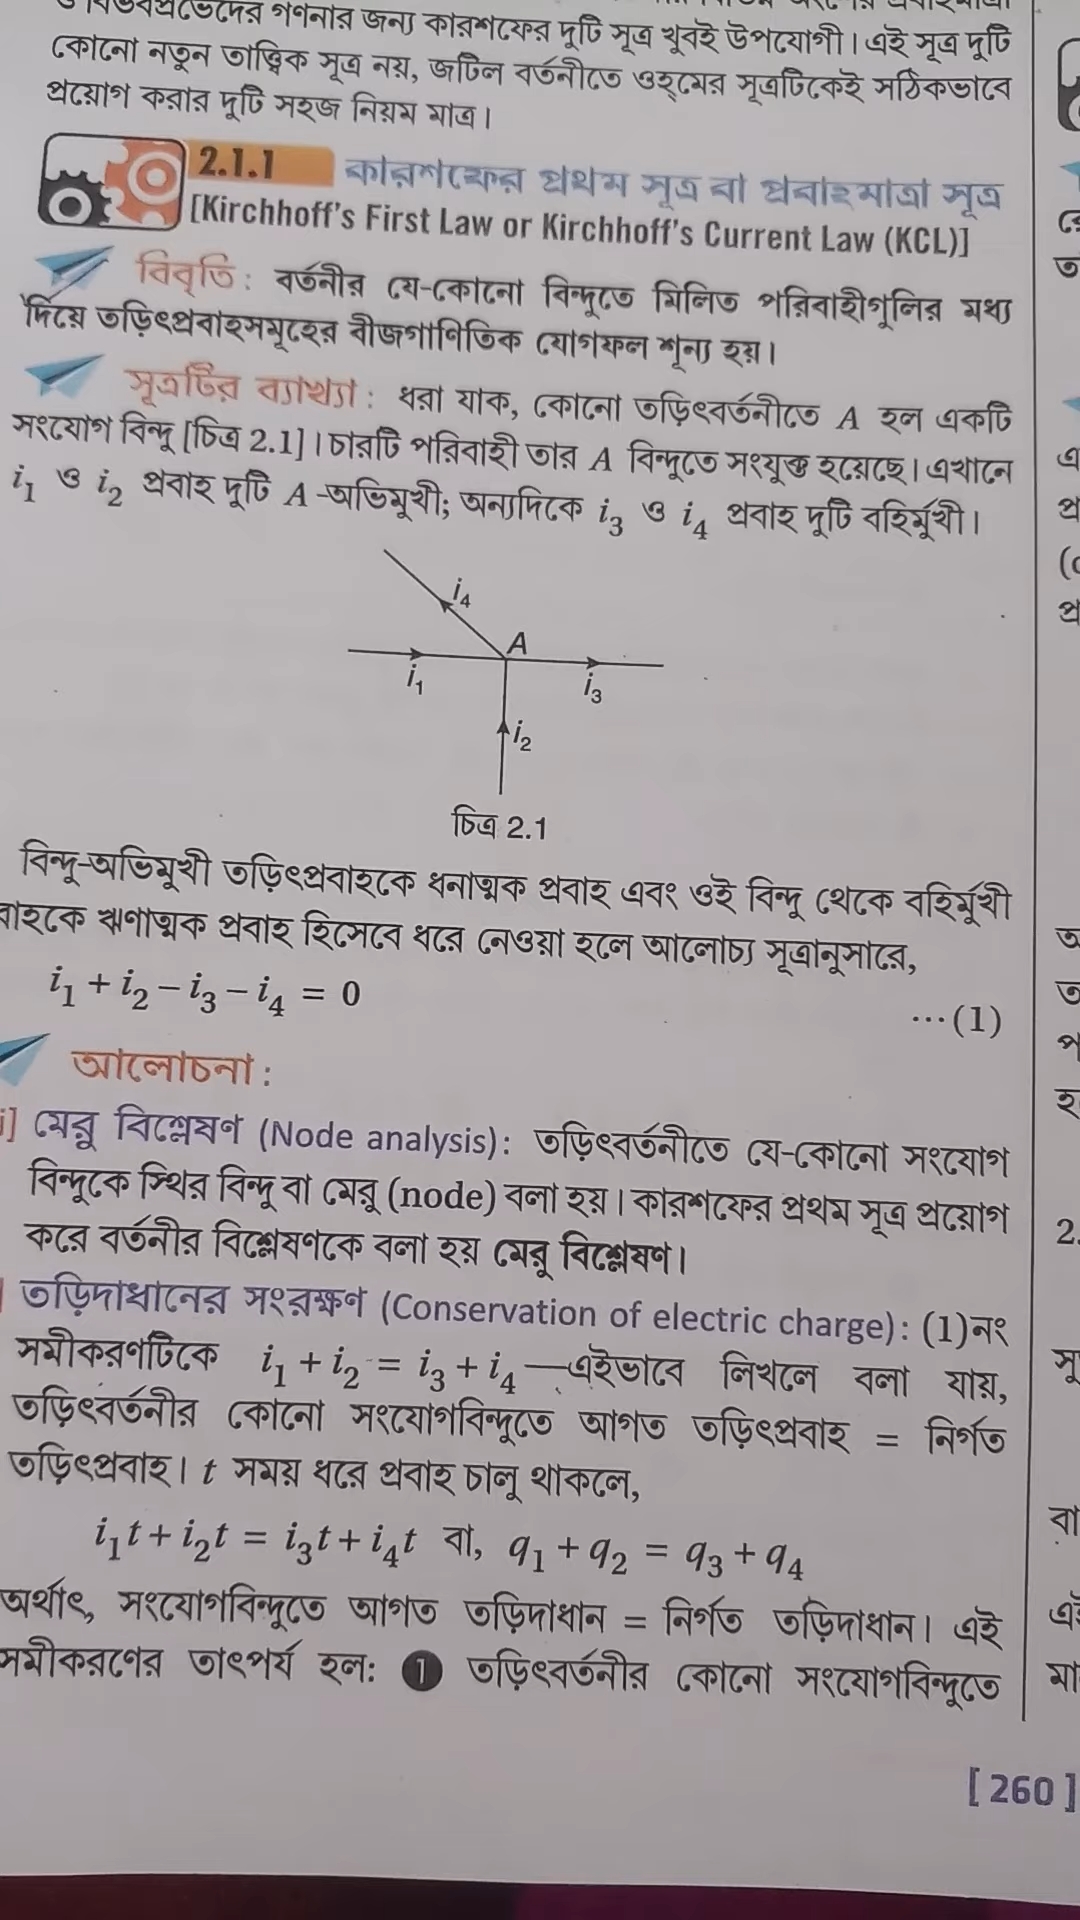 গণনার জন্য কারশফের দুটি সূত্র খুবই উপযোগী। এই সূত্র দুটি
কোনো নতুন তাত্ত্বিক সূত্র নয়, জটিল বর্তনীতে ওহ্‌মের সূত্রটিকেই সঠিকভাবে
প্রয়োগ করার দুটি সহজ নিয়ম মাত্র।
2.1.1 কারশফের প্রথম সূত্র বা প্রবাহমাত্রা সূত্র
[Kirchhoff's First Law or Kirchhoff's Current Law (KCL)]
বিবৃতি: বর্তনীর যে-কোনো বিন্দুতে মিলিত পরিবাহীগুলির মধ্য
দিয়ে তড়িৎপ্রবাহসমূহের বীজগাণিতিক যোগফল শূন্য হয়।
সূত্রটির ব্যাখ্যা: ধরা যাক, কোনো তড়িৎবর্তনীতে A হল একটি
সংযোগ বিন্দু [চিত্র 2.1]। চারটি পরিবাহী তার A বিন্দুতে সংযুক্ত হয়েছে। এখানে
i₁ ও i₂ প্রবাহ দুটি A-অভিমুখী; অন্যদিকে i₃ ও i₄ প্রবাহ দুটি বহির্মুখী।
i₄
A
i₁
i₃
i₂
চিত্র 2.1
বিন্দু-অভিমুখী তড়িৎপ্রবাহকে ধনাত্মক প্রবাহ এবং ওই বিন্দু থেকে বহির্মুখী
বাহকে ঋণাত্মক প্রবাহ হিসেবে ধরে নেওয়া হলে আলোচ্য সূত্রানুসারে,
i₁ + i₂ – i₃ – i₄ = 0 ...(1)
আলোচনা:
i] মেরু বিশ্লেষণ (Node analysis): তড়িৎবর্তনীতে যে-কোনো সংযোগ
বিন্দুকে স্থির বিন্দু বা মেরু (node) বলা হয়। কারশফের প্রথম সূত্র প্রয়োগ
করে বর্তনীর বিশ্লেষণকে বলা হয় মেরু বিশ্লেষণ।
তড়িদাধানের সংরক্ষণ (Conservation of electric charge): (1)নং
সমীকরণটিকে i₁ + i₂ = i₃ + i₄ —এইভাবে লিখলে বলা যায়,
তড়িৎবর্তনীর কোনো সংযোগবিন্দুতে আগত তড়িৎপ্রবাহ = নির্গত
তড়িৎপ্রবাহ। t সময় ধরে প্রবাহ চালু থাকলে,
i₁t + i₂t = i₃t + i₄t বা, q₁ + q₂ = q₃ + q₄
অর্থাৎ, সংযোগবিন্দুতে আগত তড়িদাধান = নির্গত তড়িদাধান। এই
সমীকরণের তাৎপর্য হল: ❶ তড়িৎবর্তনীর কোনো সংযোগবিন্দুতে
[ 260 ]